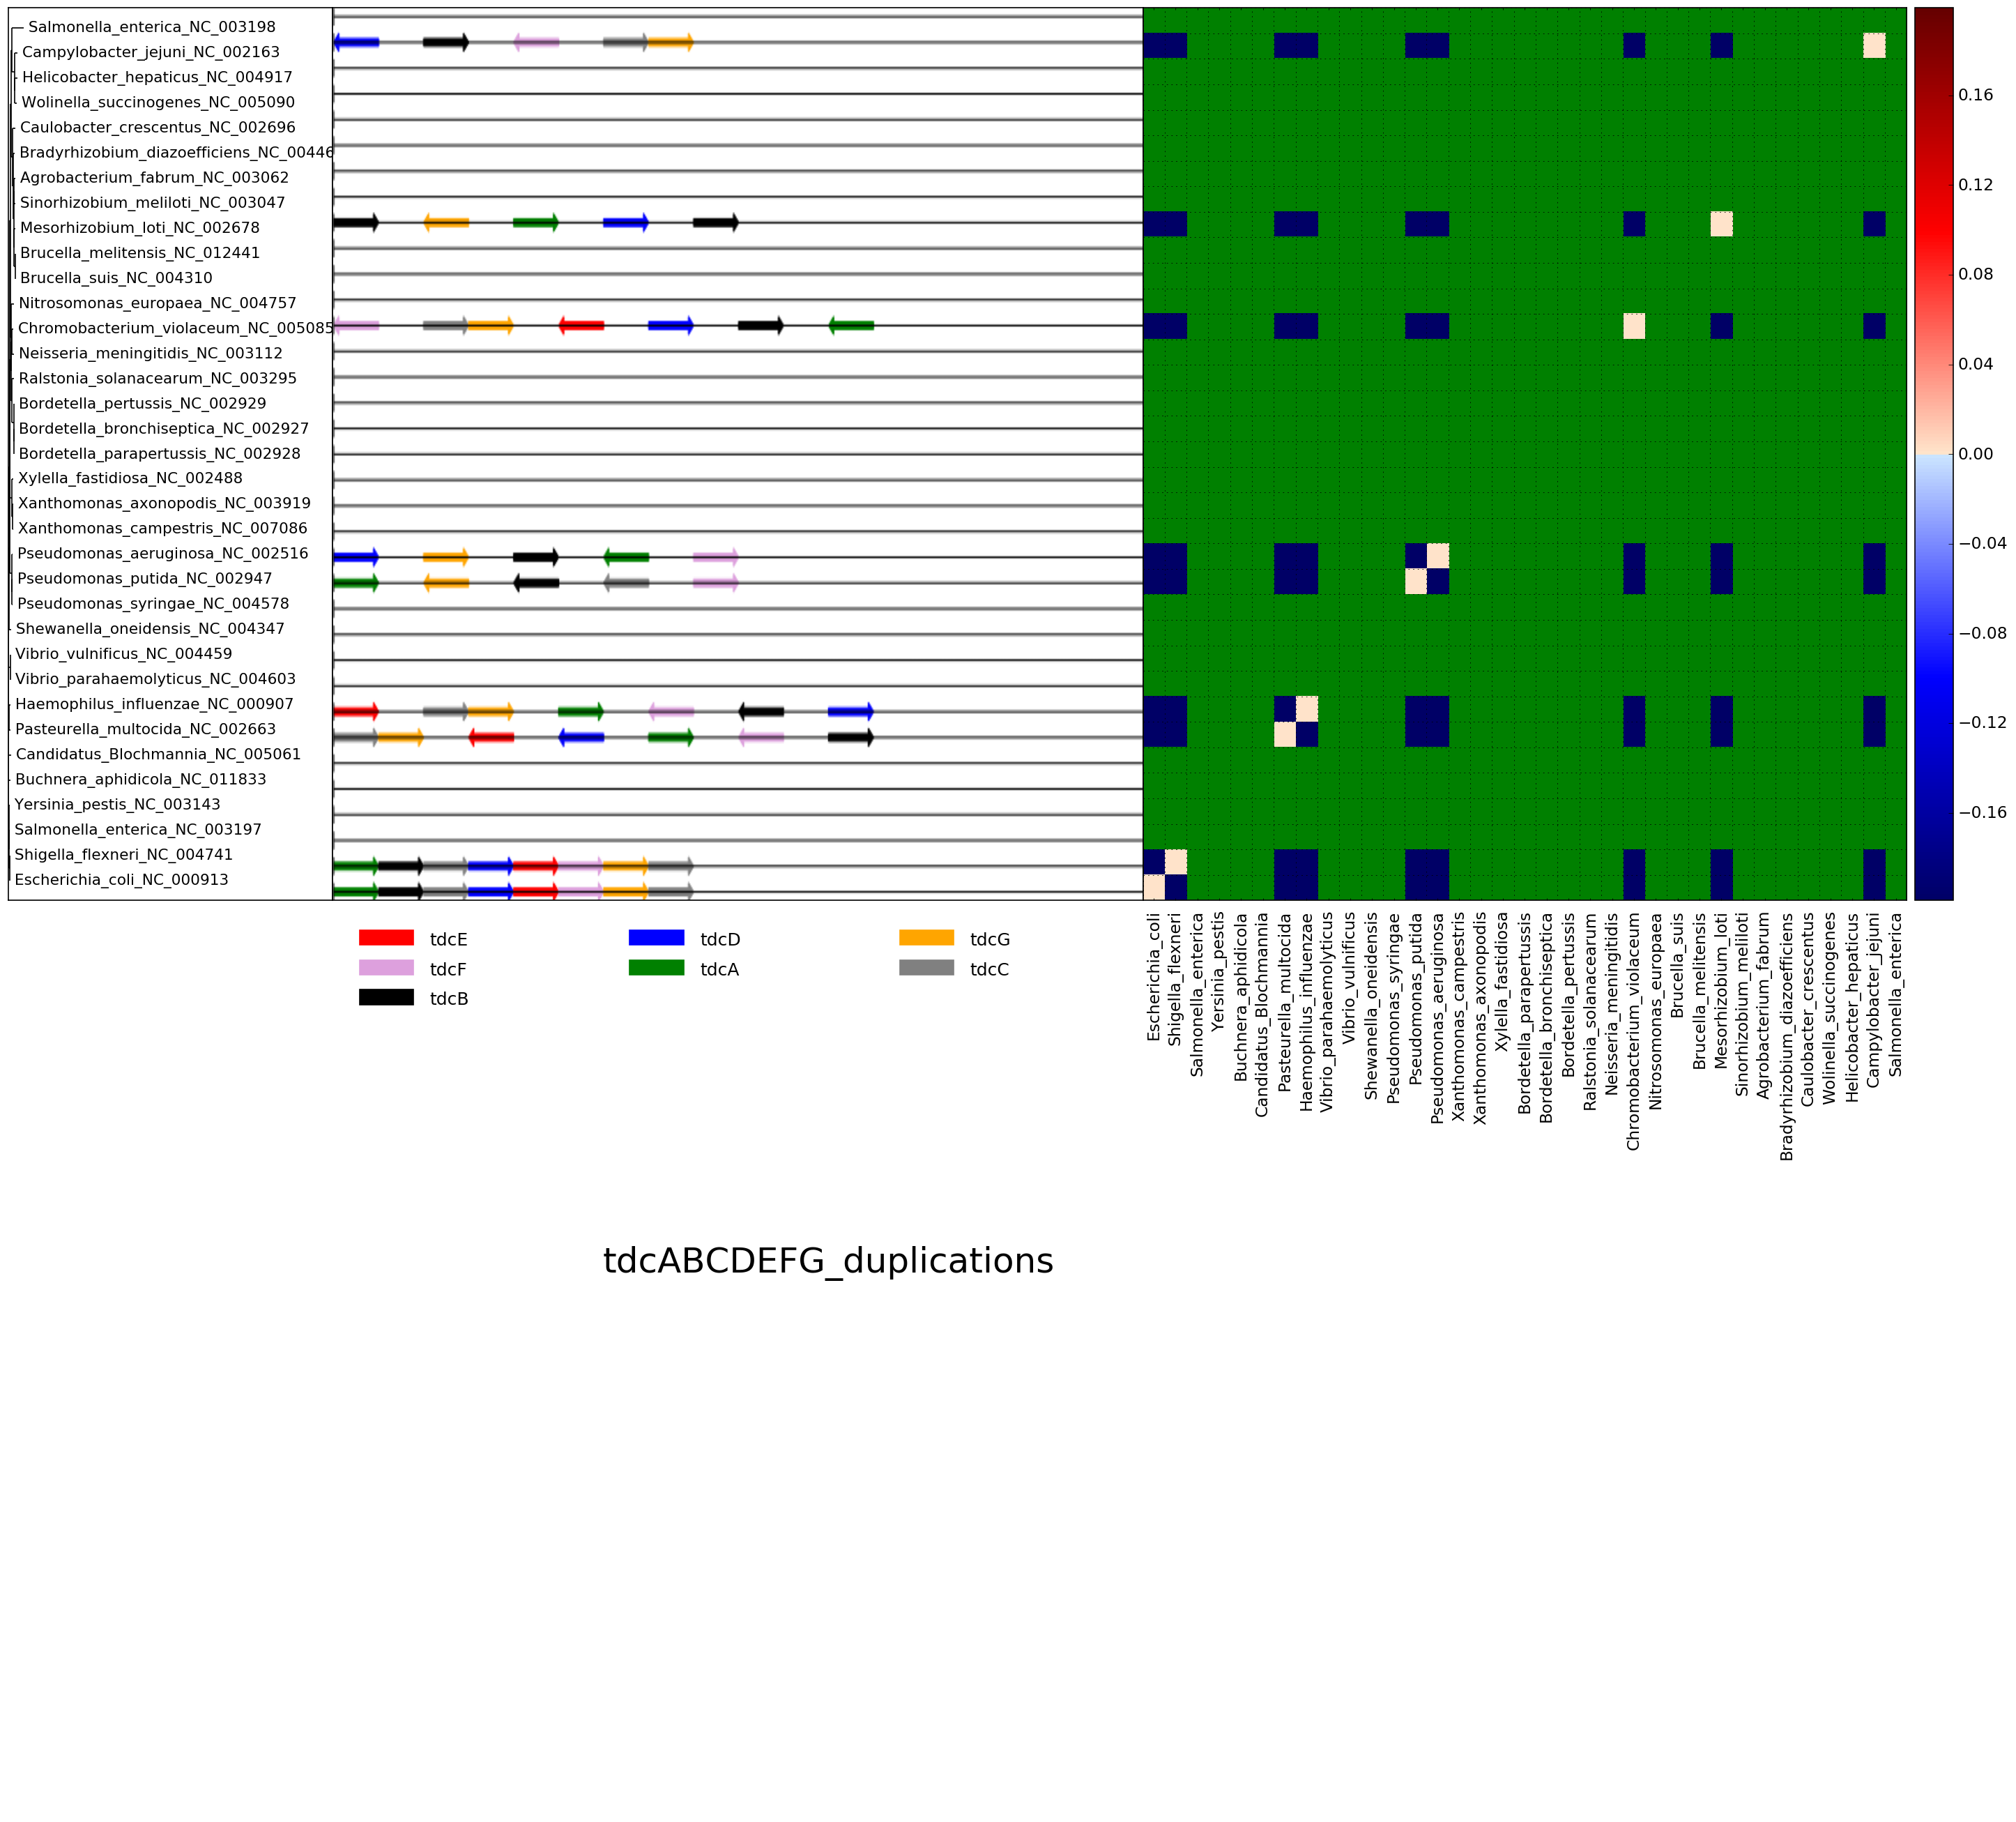 Salmonella_enterica_NC_003198
Campylobacter_jejuni_NC_002163
Helicobacter_hepaticus_NC_004917
Wolinella_succinogenes_NC_005090
Caulobacter_crescentus_NC_002696
Bradyrhizobium_diazoefficiens_NC_00446
Agrobacterium_fabrum_NC_003062
Sinorhizobium_meliloti_NC_003047
Mesorhizobium_loti_NC_002678
Brucella_melitensis_NC_012441
Brucella_suis_NC_004310
Nitrosomonas_europaea_NC_004757
Chromobacterium_violaceum_NC_005085
Neisseria_meningitidis_NC_003112
Ralstonia_solanacearum_NC_003295
Bordetella_pertussis_NC_002929
Bordetella_bronchiseptica_NC_002927
Bordetella_parapertussis_NC_002928
Xylella_fastidiosa_NC_002488
Xanthomonas_axonopodis_NC_003919
Xanthomonas_campestris_NC_007086
Pseudomonas_aeruginosa_NC_002516
Pseudomonas_putida_NC_002947
Pseudomonas_syringae_NC_004578
Shewanella_oneidensis_NC_004347
Vibrio_vulnificus_NC_004459
Vibrio_parahaemolyticus_NC_004603
Haemophilus_influenzae_NC_000907
Pasteurella_multocida_NC_002663
Candidatus_Blochmannia_NC_005061
Buchnera_aphidicola_NC_011833
Yersinia_pestis_NC_003143
Salmonella_enterica_NC_003197
Shigella_flexneri_NC_004741
Escherichia_coli_NC_000913
0.16
0.12
0.08
0.04
0.00
−0.04
−0.08
−0.12
−0.16
Escherichia_coli
Shigella_flexneri
Salmonella_enterica
Yersinia_pestis
Buchnera_aphidicola
Candidatus_Blochmannia
Pasteurella_multocida
Haemophilus_influenzae
Vibrio_parahaemolyticus
Vibrio_vulnificus
Shewanella_oneidensis
Pseudomonas_syringae
Pseudomonas_putida
Pseudomonas_aeruginosa
Xanthomonas_campestris
Xanthomonas_axonopodis
Xylella_fastidiosa
Bordetella_parapertussis
Bordetella_bronchiseptica
Bordetella_pertussis
Ralstonia_solanacearum
Neisseria_meningitidis
Chromobacterium_violaceum
Nitrosomonas_europaea
Brucella_suis
Brucella_melitensis
Mesorhizobium_loti
Sinorhizobium_meliloti
Agrobacterium_fabrum
Bradyrhizobium_diazoefficiens
Caulobacter_crescentus
Wolinella_succinogenes
Helicobacter_hepaticus
Campylobacter_jejuni
Salmonella_enterica
tdcE tdcD tdcG
tdcF tdcA tdcC
tdcB
tdcABCDEFG_duplications